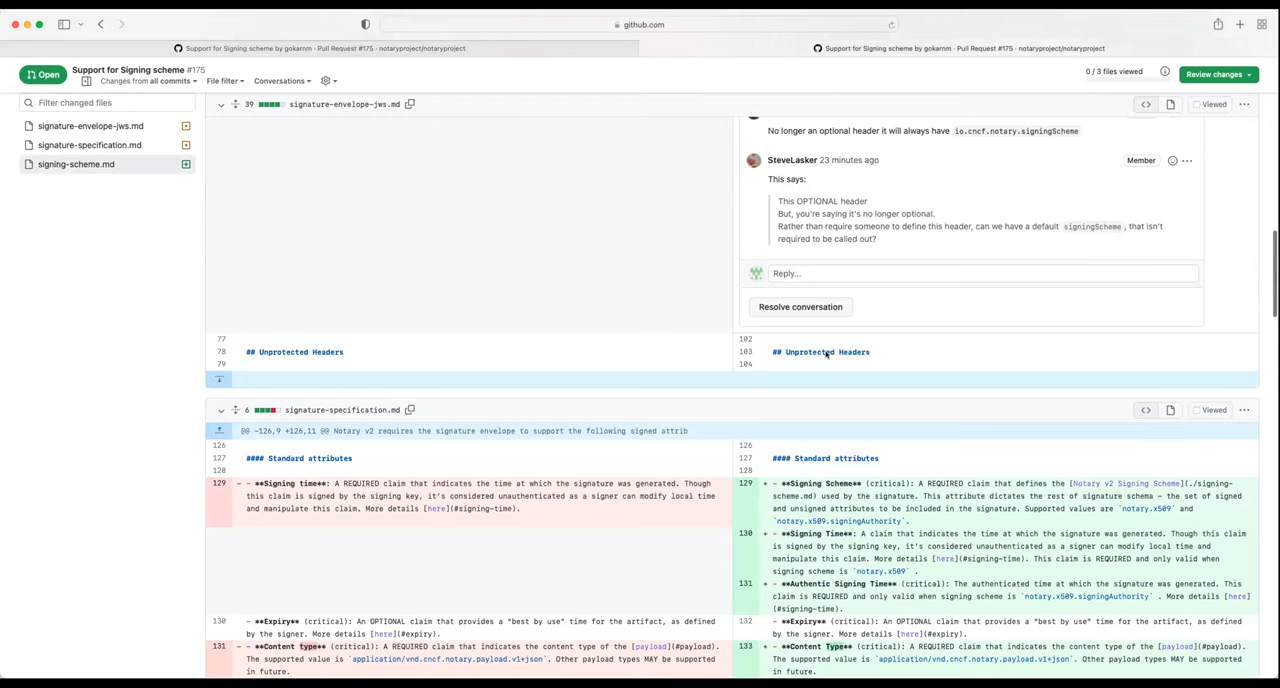 github.com
Support for Signing scheme by gokarnm · Pull Request #175 · notaryproject/notaryproject
Support for Signing scheme by gokarnm · Pull Request #175 · notaryproject/notaryproject
Open
Support for Signing scheme #175
Changes from all commits
File filter
Conversations
0 / 3 files viewed
Review changes
Filter changed files
signature-envelope-jws.md
signature-specification.md
signing-scheme.md
39
signature-envelope-jws.md
Viewed
No longer an optional header it will always have io.cncf.notary.signingScheme
SteveLasker 23 minutes ago
Member
This says:
This OPTIONAL header
But, you're saying it's no longer optional.
Rather than require someone to define this header, can we have a default signingScheme, that isn't
required to be called out?
Reply...
Resolve conversation
77
102
78 ## Unprotected Headers
103 ## Unprotected Headers
79
104
6 signature-specification.md
Viewed
@@ -126,9 +126,11 @@ Notary v2 requires the signature envelope to support the following signed attrib
126
126
127 #### Standard attributes
127 #### Standard attributes
128
128
129 - - **Signing time**: A REQUIRED claim that indicates the time at which the signature was generated. Though
this claim is signed by the signing key, it's considered unauthenticated as a signer can modify local time
and manipulate this claim. More details [here](#signing-time).
129 + - **Signing Scheme** (critical): A REQUIRED claim that defines the [Notary v2 Signing Scheme](./signing-
scheme.md) used by the signature. This attribute dictates the rest of signature schema - the set of signed
and unsigned attributes to be included in the signature. Supported values are `notary.x509` and
`notary.x509.signingAuthority`.
130 + - **Signing Time**: A claim that indicates the time at which the signature was generated. Though this claim
is signed by the signing key, it's considered unauthenticated as a signer can modify local time and
manipulate this claim. More details [here](#signing-time). This claim is REQUIRED and only valid when
signing scheme is `notary.x509` .
131 + - **Authentic Signing Time** (critical): The authenticated time at which the signature was generated. This
claim is REQUIRED and only valid when signing scheme is `notary.x509.signingAuthority` . More details [here]
(#signing-time).
130 - **Expiry** (critical): An OPTIONAL claim that provides a "best by use" time for the artifact, as defined
by the signer. More details [here](#expiry).
132 - **Expiry** (critical): An OPTIONAL claim that provides a "best by use" time for the artifact, as defined
by the signer. More details [here](#expiry).
131 - - **Content type** (critical): A REQUIRED claim that indicates the content type of the [payload](#payload).
The supported value is `application/vnd.cncf.notary.payload.v1+json`. Other payload types MAY be supported
in future.
133 + - **Content Type** (critical): A REQUIRED claim that indicates the content type of the [payload](#payload).
The supported value is `application/vnd.cncf.notary.payload.v1+json`. Other payload types MAY be supported
in future.